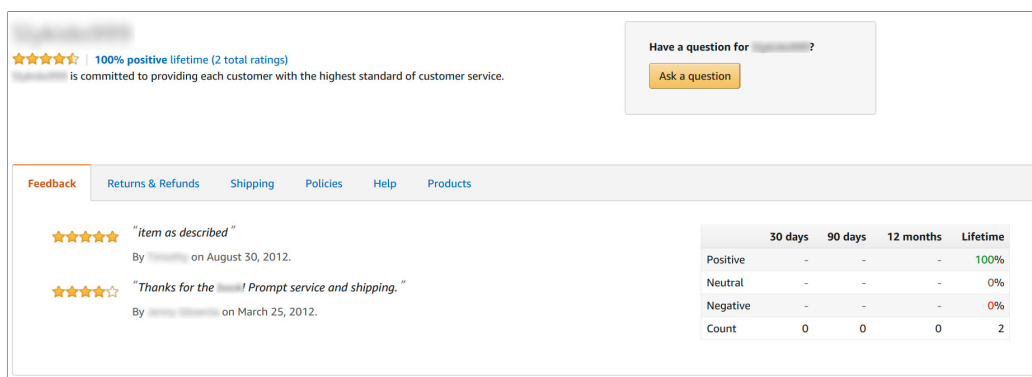 100% positive lifetime (2 total ratings)
is committed to providing each customer with the highest standard of customer service.
Have a question for ?
Ask a question
Feedback Returns & Refunds Shipping Policies Help Products
"item as described"
By on August 30, 2012.
"Thanks for the ! Prompt service and shipping."
By on March 25, 2012.
30 days 90 days 12 months Lifetime
Positive - - - 100%
Neutral - - - 0%
Negative - - - 0%
Count 0 0 0 2